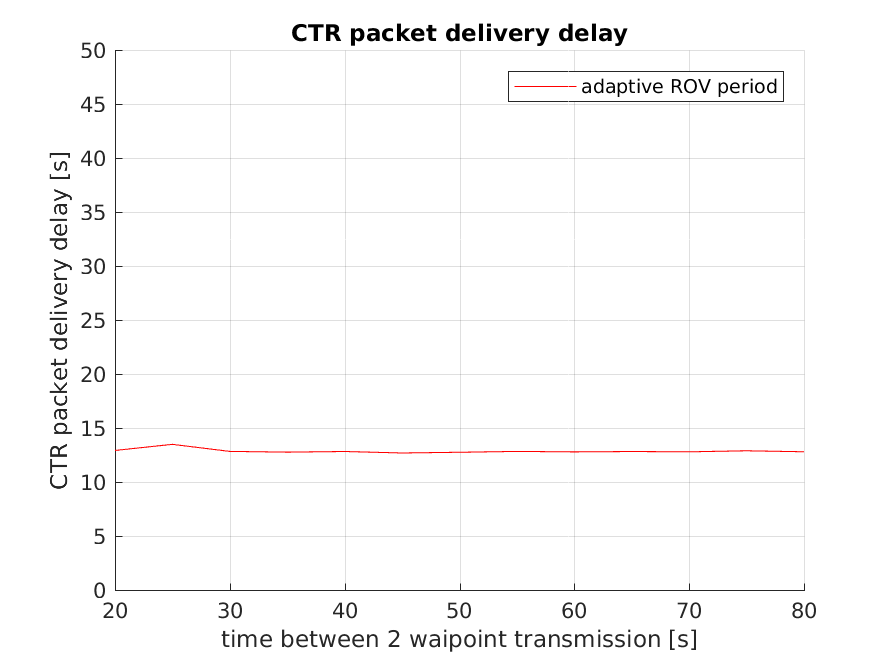 CTR packet delivery delay
adaptive ROV period
CTR packet delivery delay [s]
50
45
40
35
30
25
20
15
10
5
0
20 30 40 50 60 70 80
time between 2 waipoint transmission [s]